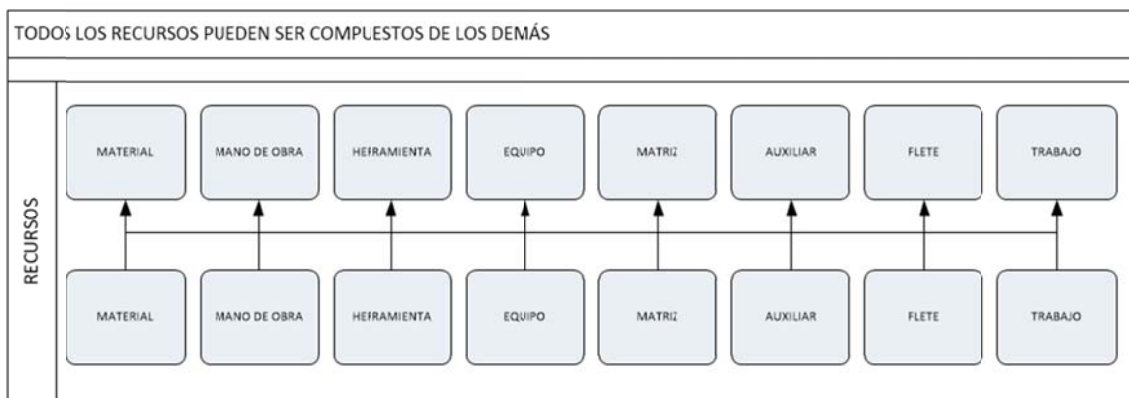 TODOS LOS RECURSOS PUEDEN SER COMPUESTOS DE LOS DEMÁS
RECURSOS
MATERIAL
MANO DE OBRA
HERRAMIENTA
EQUIPO
MATRIZ
AUXILIAR
FLETE
TRABAJO
MATERIAL
MANO DE OBRA
HERRAMIENTA
EQUIPO
MATRIZ
AUXILIAR
FLETE
TRABAJO